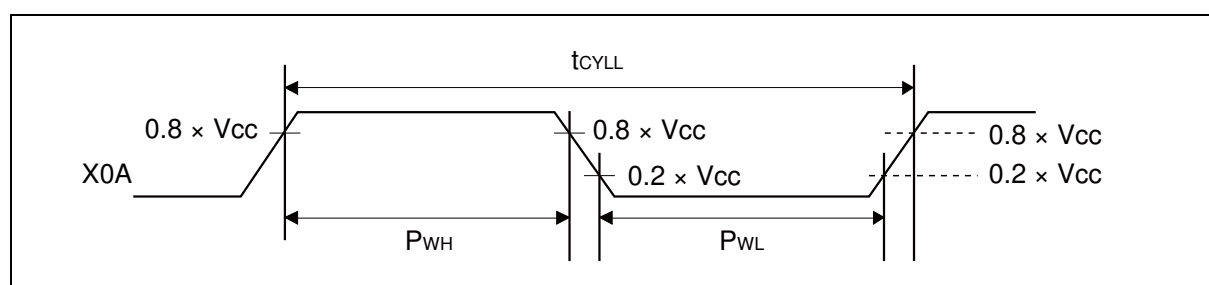 tCYLL
0.8 × Vcc
0.8 × Vcc
0.8 × Vcc
X0A
0.2 × Vcc
0.2 × Vcc
PWH
PWL